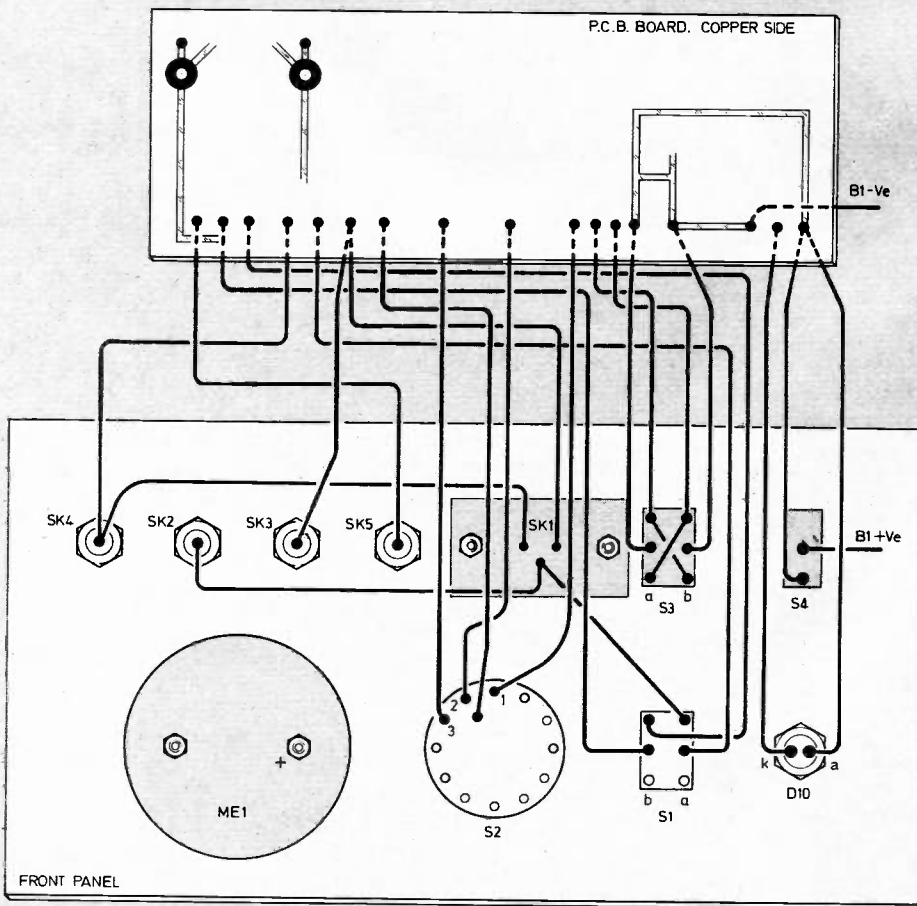 P.C.B. BOARD. COPPER SIDE
B1-Ve
SK4
SK2
SK3
SK5
SK1
a b
S3
B1+Ve
S4
1
2
3
S2
+
ME1
b a
S1
k a
D10
FRONT PANEL